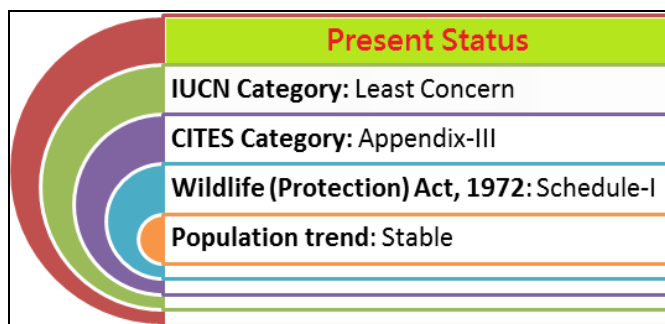 Present Status
IUCN Category: Least Concern
CITES Category: Appendix-III
Wildlife (Protection) Act, 1972: Schedule-I
Population trend: Stable